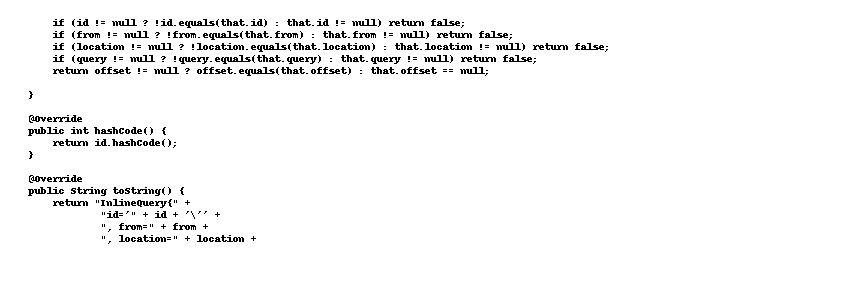 if (id != null ? !id.equals(that.id) : that.id != null) return false;
if (from != null ? !from.equals(that.from) : that.from != null) return false;
if (location != null ? !location.equals(that.location) : that.location != null) return false;
if (query != null ? !query.equals(that.query) : that.query != null) return false;
return offset != null ? offset.equals(that.offset) : that.offset == null;
}
@Override
public int hashCode() {
return id.hashCode();
}
@Override
public String toString() {
return "InlineQuery{" +
"id='" + id + '\'' +
", from=" + from +
", location=" + location +